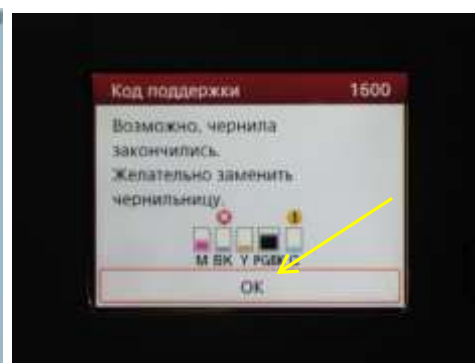 Код поддержки 1600
Возможно, чернила
закончились.
Желательно заменить
чернильницу.
M BK Y PGBK C
OK